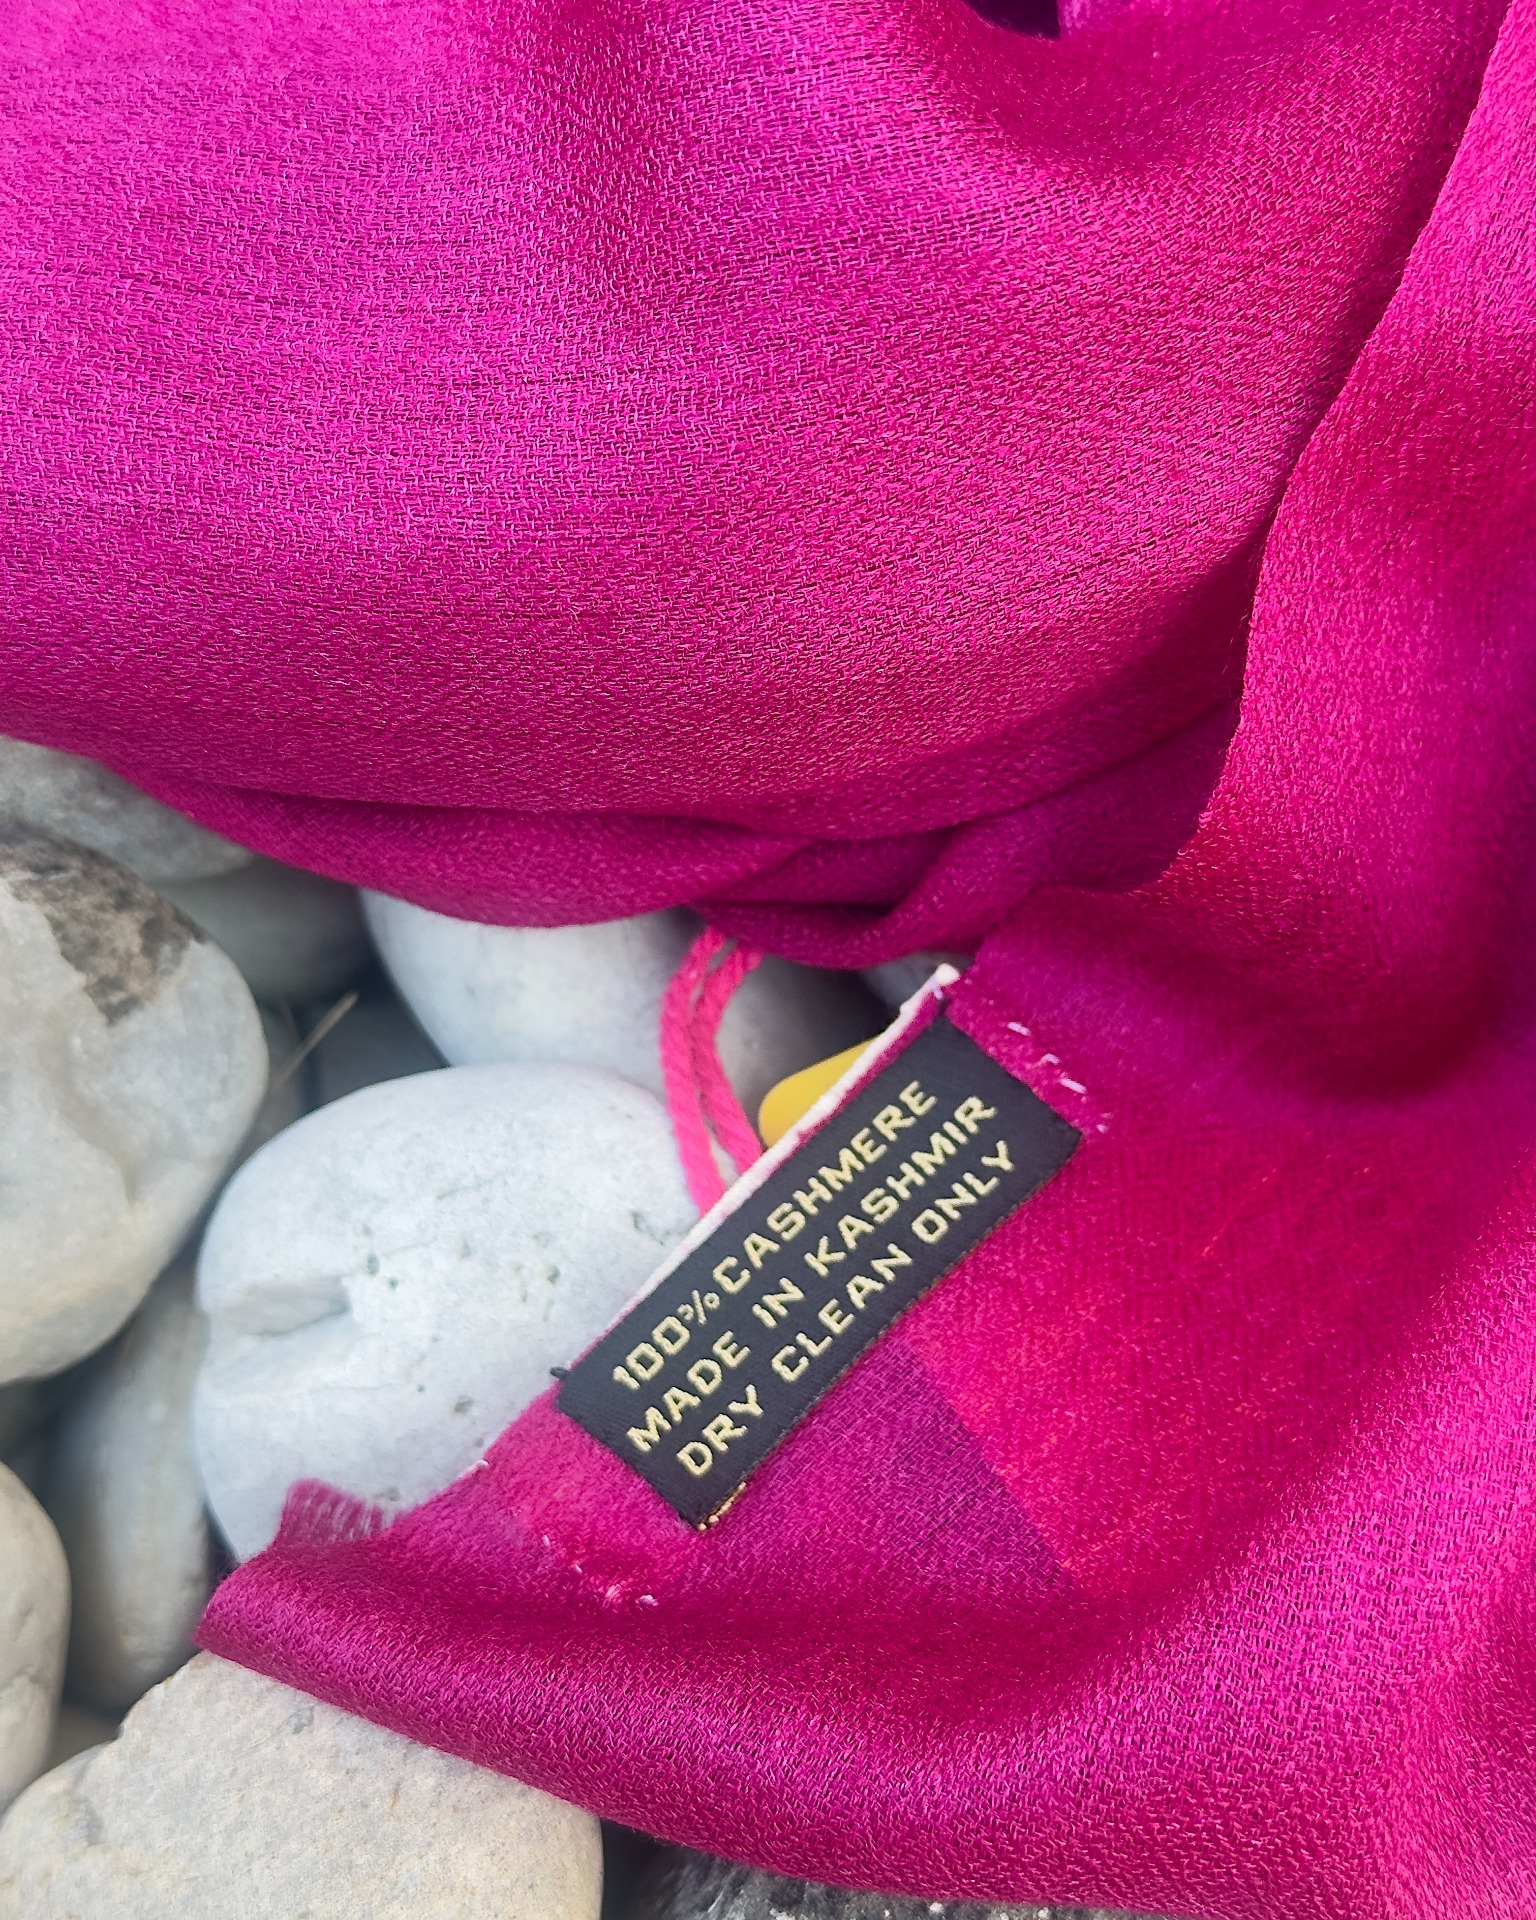 100% CASHMERE
MADE IN KASHMIR
DRY CLEAN ONLY